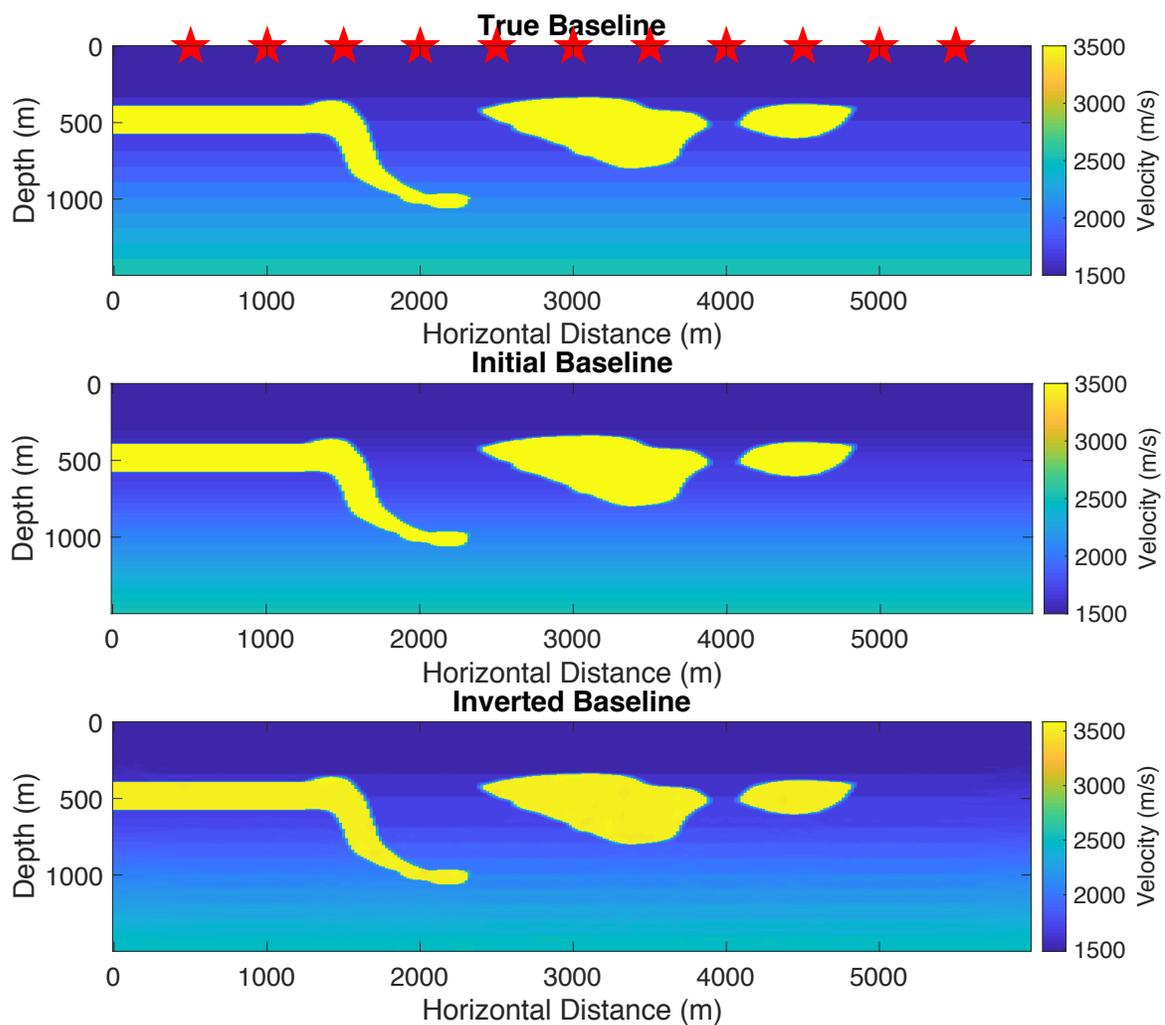 True Baseline
0
500
1000
Depth (m)
0 1000 2000 3000 4000 5000
Horizontal Distance (m)
3500
3000
2500
2000
1500
Velocity (m/s)
Initial Baseline
0
500
1000
Depth (m)
0 1000 2000 3000 4000 5000
Horizontal Distance (m)
3500
3000
2500
2000
1500
Velocity (m/s)
Inverted Baseline
0
500
1000
Depth (m)
0 1000 2000 3000 4000 5000
Horizontal Distance (m)
3500
3000
2500
2000
1500
Velocity (m/s)